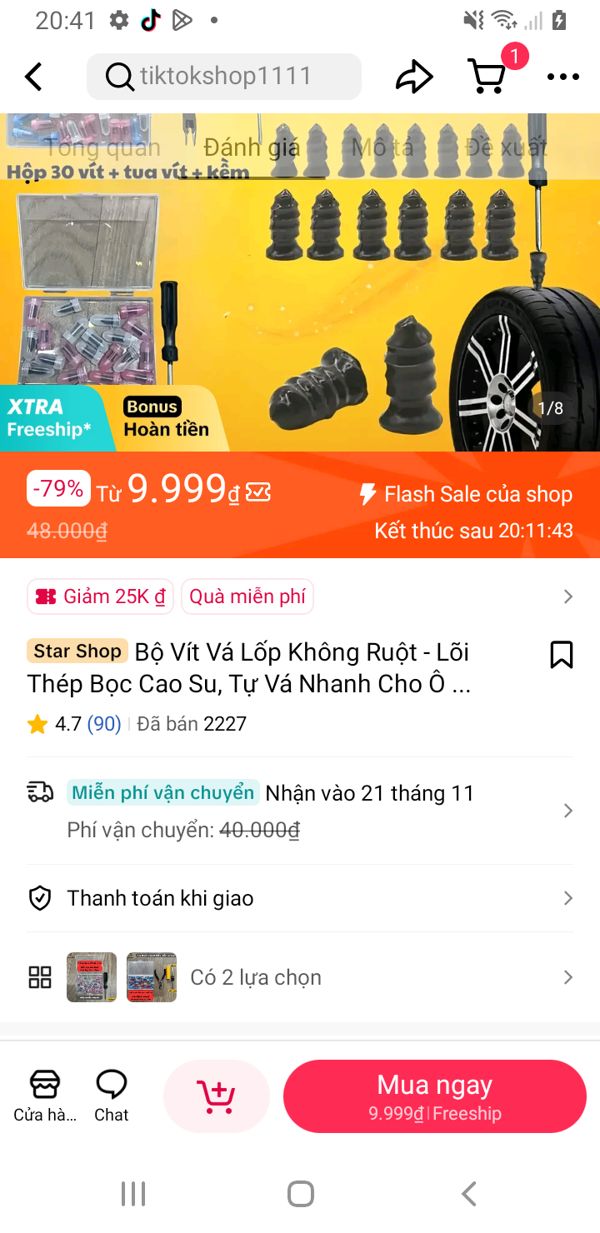 20:41
1
tiktokshop1111
Tổng quan Đánh giá Mô tả Đề xuất
Hộp 30 vít + tua vít + kềm
XTRA
Freeship*
Bonus
Hoàn tiền
1/8
-79% Từ 9.999₫
Flash Sale của shop
48.000₫
Kết thúc sau 20:11:43
Giảm 25K ₫ Quà miễn phí
Star Shop Bộ Vít Vá Lốp Không Ruột - Lõi
Thép Bọc Cao Su, Tự Vá Nhanh Cho Ô ...
4.7 (90) Đã bán 2227
Miễn phí vận chuyển Nhận vào 21 tháng 11
Phí vận chuyển: 40.000₫
Thanh toán khi giao
Có 2 lựa chọn
Cửa hà...
Chat
Mua ngay
9.999₫ | Freeship